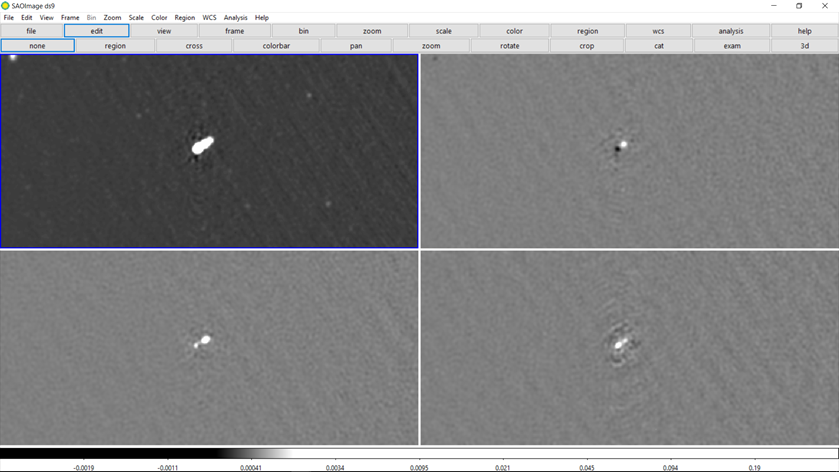 SAOImage ds9
File Edit View Frame Bin Zoom Scale Color Region WCS Analysis Help
file edit view frame bin zoom scale color region wcs analysis help
none region cross colorbar pan zoom rotate crop cat exam 3d
-0.0019 -0.0011 0.00041 0.0034 0.0095 0.021 0.045 0.094 0.19